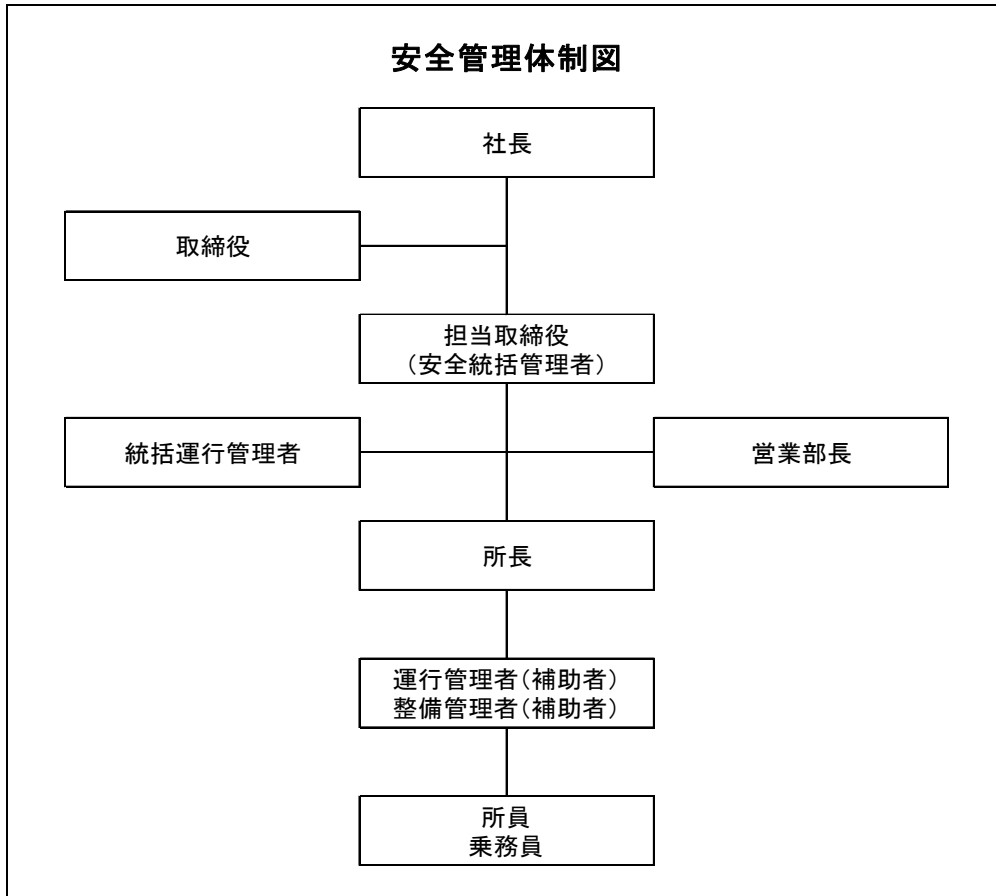 安全管理体制図
社長
取締役
担当取締役
（安全統括管理者）
統括運行管理者
営業部長
所長
運行管理者（補助者）
整備管理者（補助者）
所員
乗務員